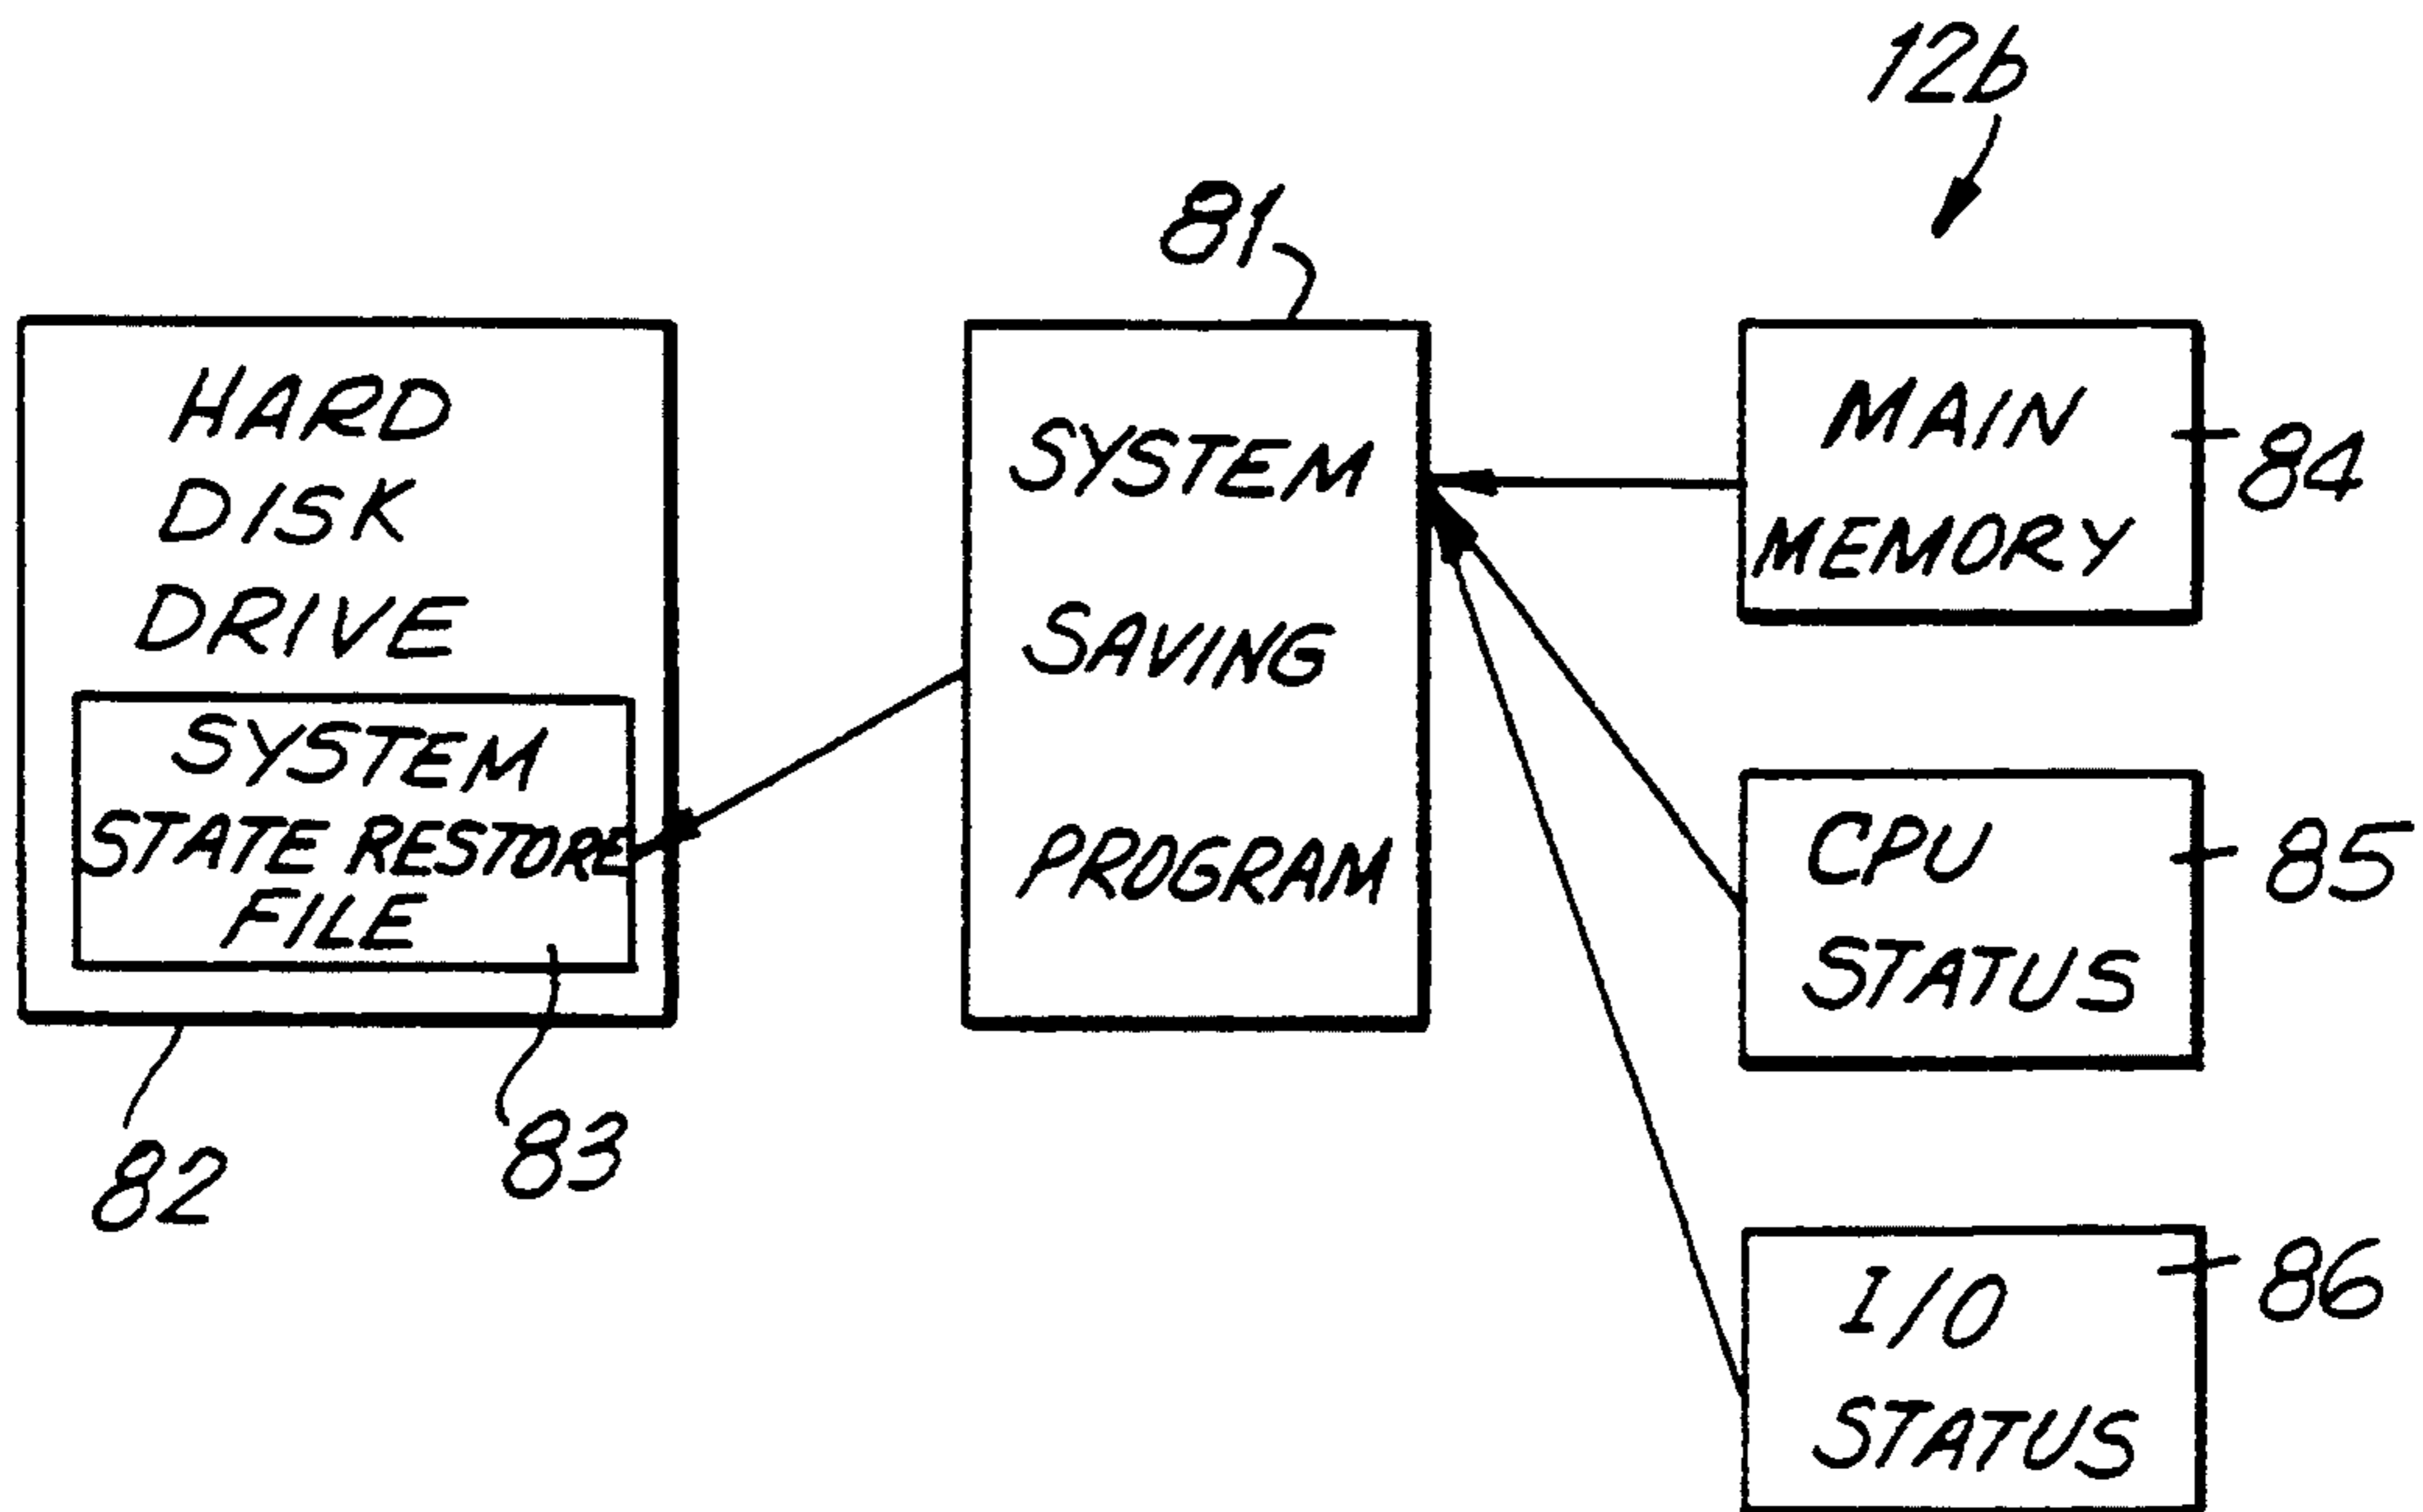 12b
81
HARD
DISK
DRIVE
SYSTEM
STATE RESTORE
FILE
82
83
SYSTEM
SAVING
PROGRAM
MAIN
MEMORY
84
CPU
STATUS
85
I/O
STATUS
86